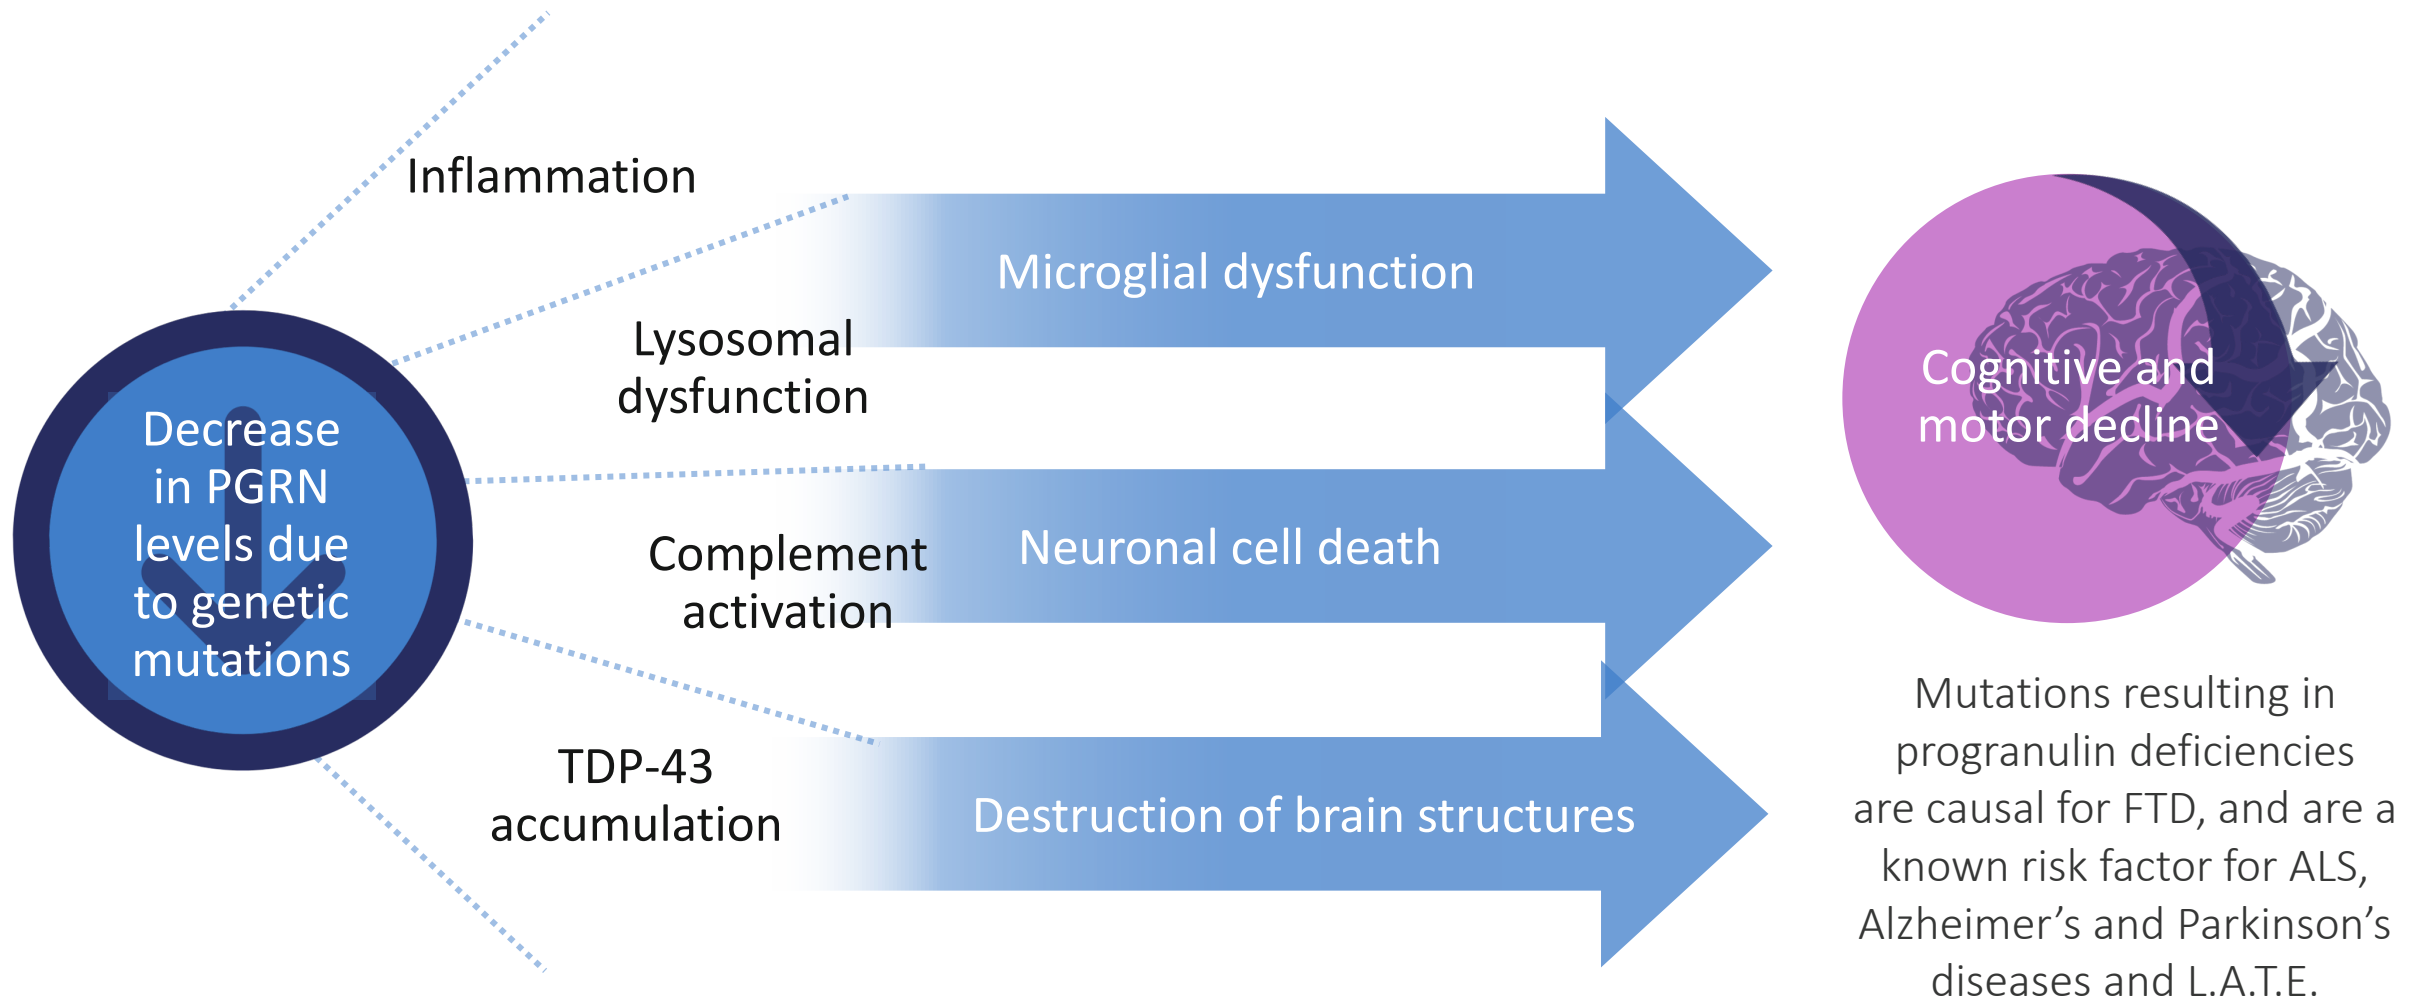 Decrease
in PGRN
levels due
to genetic
mutations
Inflammation
Lysosomal
dysfunction
Complement
activation
TDP-43
accumulation
Microglial dysfunction
Neuronal cell death
Destruction of brain structures
Cognitive and
motor decline
Mutations resulting in
progranulin deficiencies
are causal for FTD, and are a
known risk factor for ALS,
Alzheimer’s and Parkinson’s
diseases and L.A.T.E.